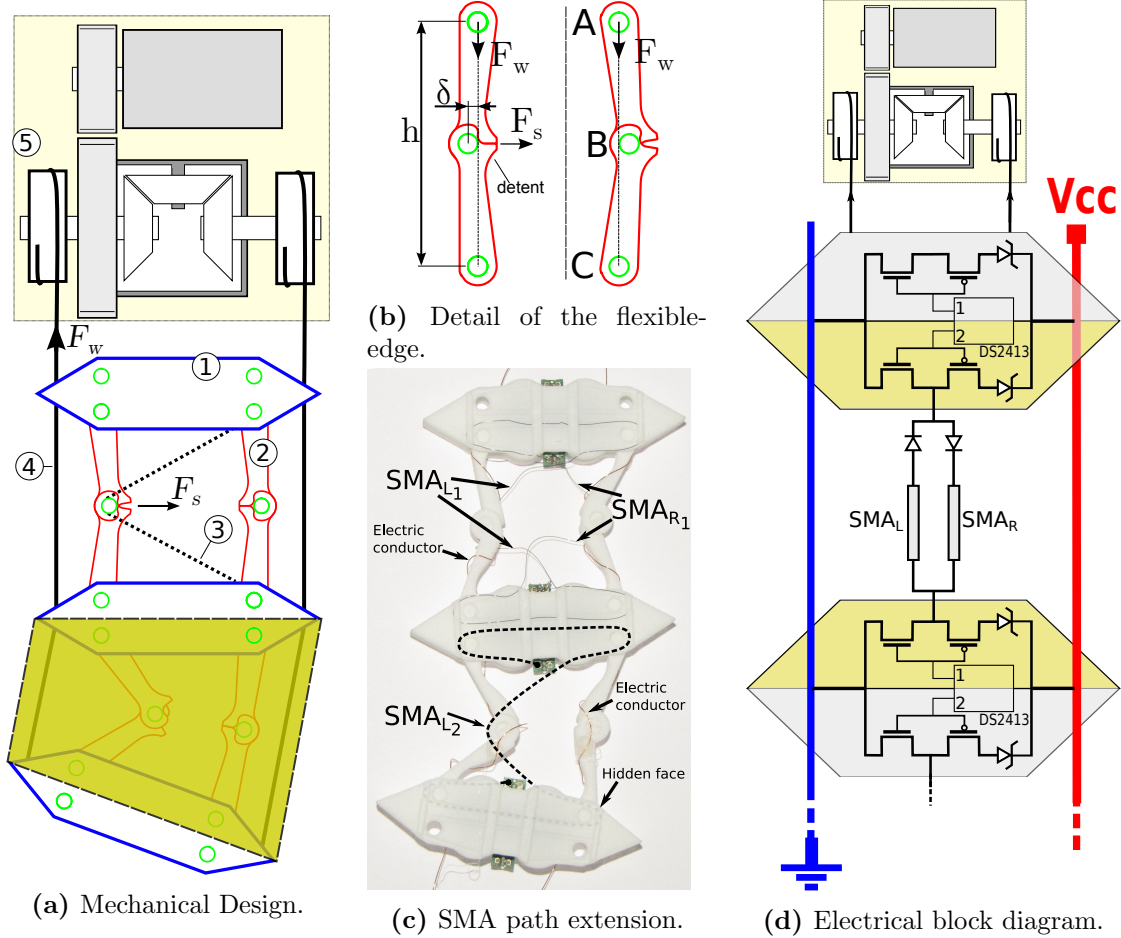 5
F_w
1
2
4
F_s
3
(a) Mechanical Design.
A
F_w
F_w
δ
h
F_s
B
detent
C
(b) Detail of the flexible-
edge.
SMA_L1
SMA_R1
Electric
conductor
Electric
conductor
SMA_L2
Hidden face
(c) SMA path extension.
Vcc
1
2
DS2413
SMA_L
SMA_R
1
2
DS2413
(d) Electrical block diagram.